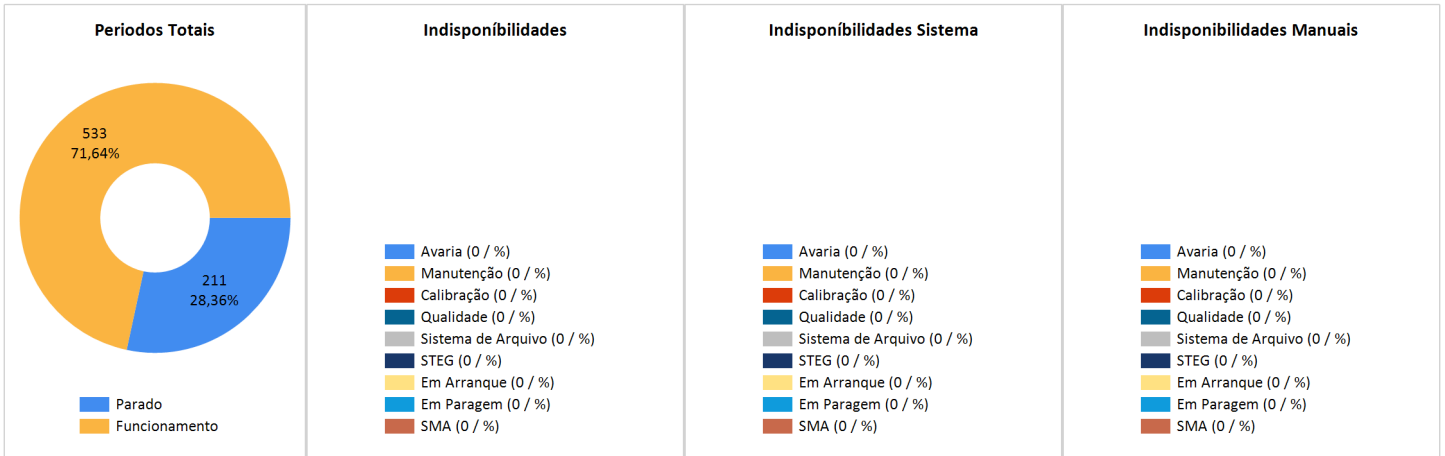 Periodos Totais
533
71,64%
211
28,36%
Parado
Funcionamento
Indisponíbilidades
Avaria (0 / %)
Manutenção (0 / %)
Calibração (0 / %)
Qualidade (0 / %)
Sistema de Arquivo (0 / %)
STEG (0 / %)
Em Arranque (0 / %)
Em Paragem (0 / %)
SMA (0 / %)
Indisponíbilidades Sistema
Avaria (0 / %)
Manutenção (0 / %)
Calibração (0 / %)
Qualidade (0 / %)
Sistema de Arquivo (0 / %)
STEG (0 / %)
Em Arranque (0 / %)
Em Paragem (0 / %)
SMA (0 / %)
Indisponíbilidades Manuais
Avaria (0 / %)
Manutenção (0 / %)
Calibração (0 / %)
Qualidade (0 / %)
Sistema de Arquivo (0 / %)
STEG (0 / %)
Em Arranque (0 / %)
Em Paragem (0 / %)
SMA (0 / %)